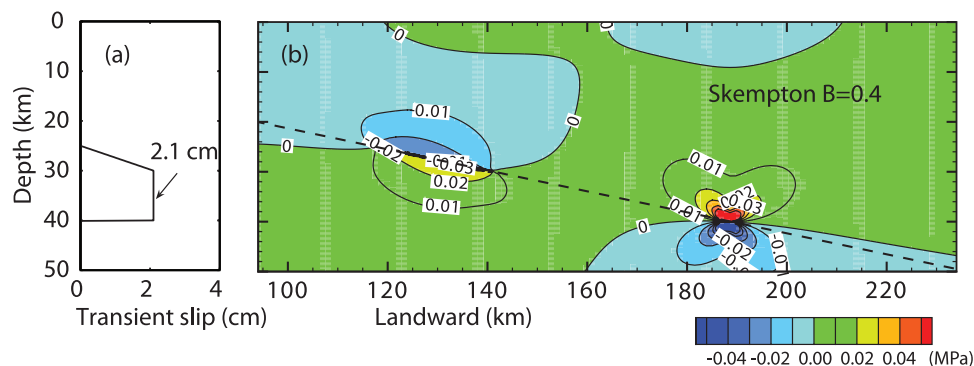 (a)
(b)
0
10
20
30
40
50
Depth (km)
2.1 cm
0 2 4
Transient slip (cm)
0
0
0
0
0
-0.01
-0.02
0.03
0.02
0.01
Skempton B=0.4
0.01
0.01
0.03
-0.02
100 120 140 160 180 200 220
Landward (km)
-0.04 -0.02 0.00 0.02 0.04 (MPa)